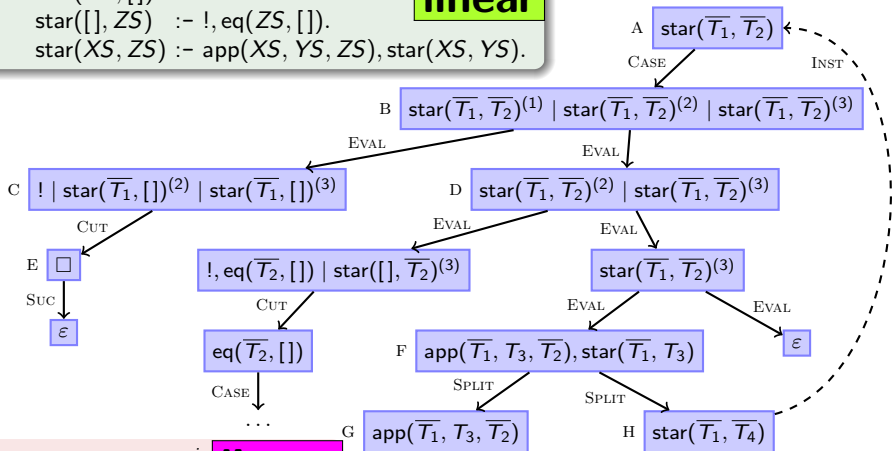 linear
star([ ], ZS) :- !, eq(ZS, [ ]).
star(XS, ZS) :- app(XS, YS, ZS), star(XS, YS).
A star(T̅₁, T̅₂)
CASE
INST
B star(T̅₁, T̅₂)⁽¹⁾ | star(T̅₁, T̅₂)⁽²⁾ | star(T̅₁, T̅₂)⁽³⁾
EVAL
EVAL
C ! | star(T̅₁, [ ])⁽²⁾ | star(T̅₁, [ ])⁽³⁾
D star(T̅₁, T̅₂)⁽²⁾ | star(T̅₁, T̅₂)⁽³⁾
CUT
EVAL
EVAL
E □
!, eq(T̅₂, [ ]) | star([ ], T̅₂)⁽³⁾
star(T̅₁, T̅₂)⁽³⁾
SUC
CUT
EVAL
EVAL
ε
eq(T̅₂, [ ])
F app(T̅₁, T₃, T̅₂), star(T̅₁, T₃)
ε
CASE
SPLIT
SPLIT
...
G app(T̅₁, T₃, T̅₂)
H star(T̅₁, T̅₄)